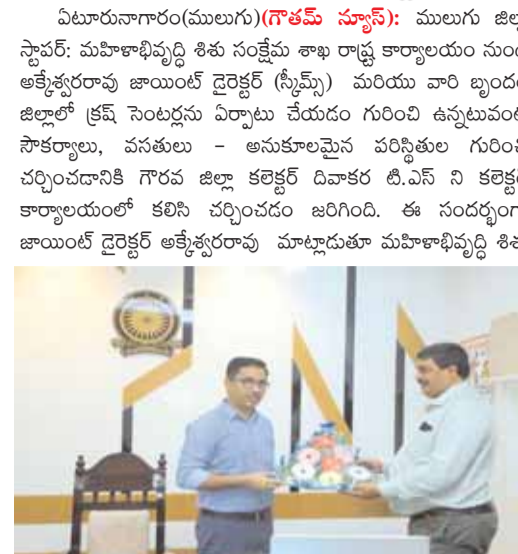 ఏటూరునాగారం(ములుగు)(గౌతమ్ న్యూస్): ములుగు జిల్లా
స్టాపర్: మహిళాభివృద్ధి శిశు సంక్షేమ శాఖ రాష్ట్ర కార్యాలయం నుండి
అక్కేశ్వరరావు జాయింట్ డైరెక్టర్ (స్కీమ్స్) మరియు వారి బృందం
జిల్లాలో క్రష్ సెంటర్లను ఏర్పాటు చేయడం గురించి ఉన్నటువంటి
సౌకర్యాలు, వసతులు – అనుకూలమైన పరిస్థితుల గురించి
చర్చించడానికి గౌరవ జిల్లా కలెక్టర్ దివాకర టి.ఎస్ ని కలెక్టర్
కార్యాలయంలో కలిసి చర్చించడం జరిగింది. ఈ సందర్భంగా
జాయింట్ డైరెక్టర్ అక్కేశ్వరరావు మాట్లాడుతూ మహిళాభివృద్ధి శిశు